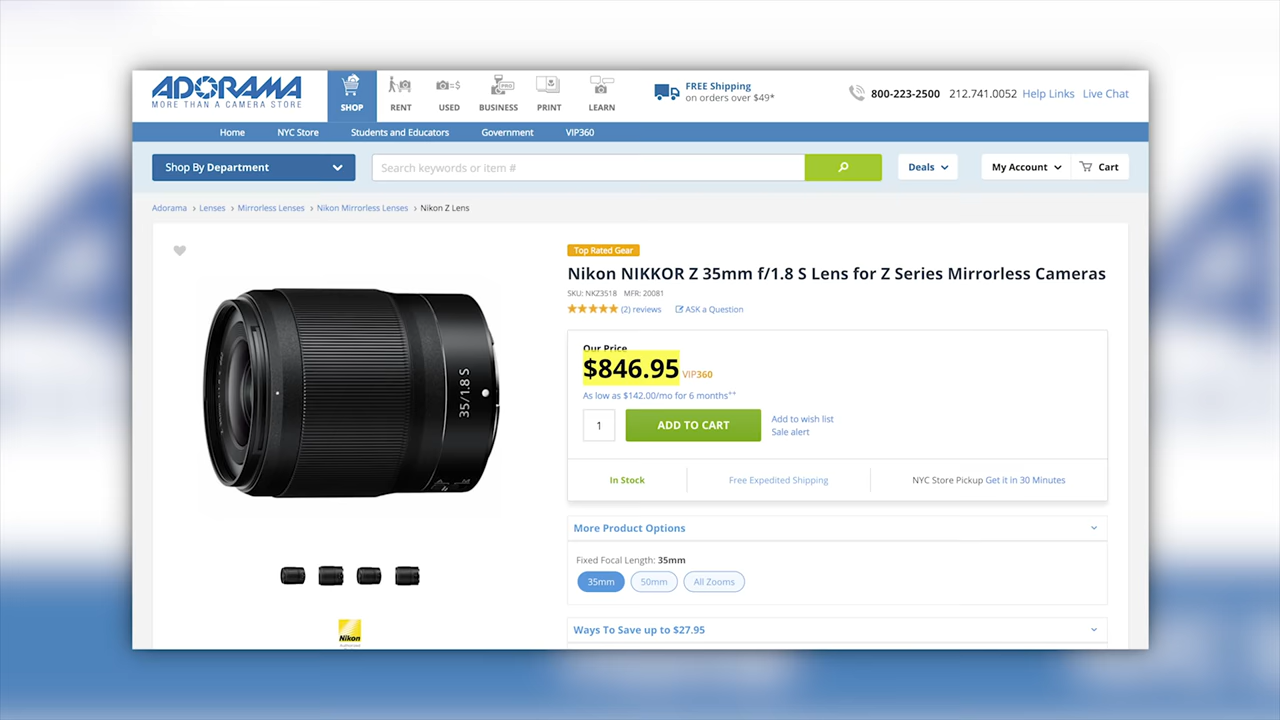 ADORAMA
MORE THAN A CAMERA STORE
SHOP
RENT
USED
BUSINESS
PRINT
LEARN
FREE Shipping
on orders over $49*
800-223-2500 212.741.0052 Help Links Live Chat
Home NYC Store Students and Educators Government VIP360
Shop By Department
Search keywords or item #
Deals
My Account
Cart
Adorama > Lenses > Mirrorless Lenses > Nikon Mirrorless Lenses > Nikon Z Lens
Top Rated Gear
Nikon NIKKOR Z 35mm f/1.8 S Lens for Z Series Mirrorless Cameras
SKU: NKZ3518 MFR: 20081
(2) reviews ASK a Question
Our Price
$846.95 VIP360
As low as $142.00/mo for 6 months**
1
ADD TO CART
Add to wish list
Sale alert
35/1.8 S
In Stock
Free Expedited Shipping
NYC Store Pickup Get it in 30 Minutes
More Product Options
Fixed Focal Length: 35mm
35mm 50mm All Zooms
Nikon
Ways To Save up to $27.95